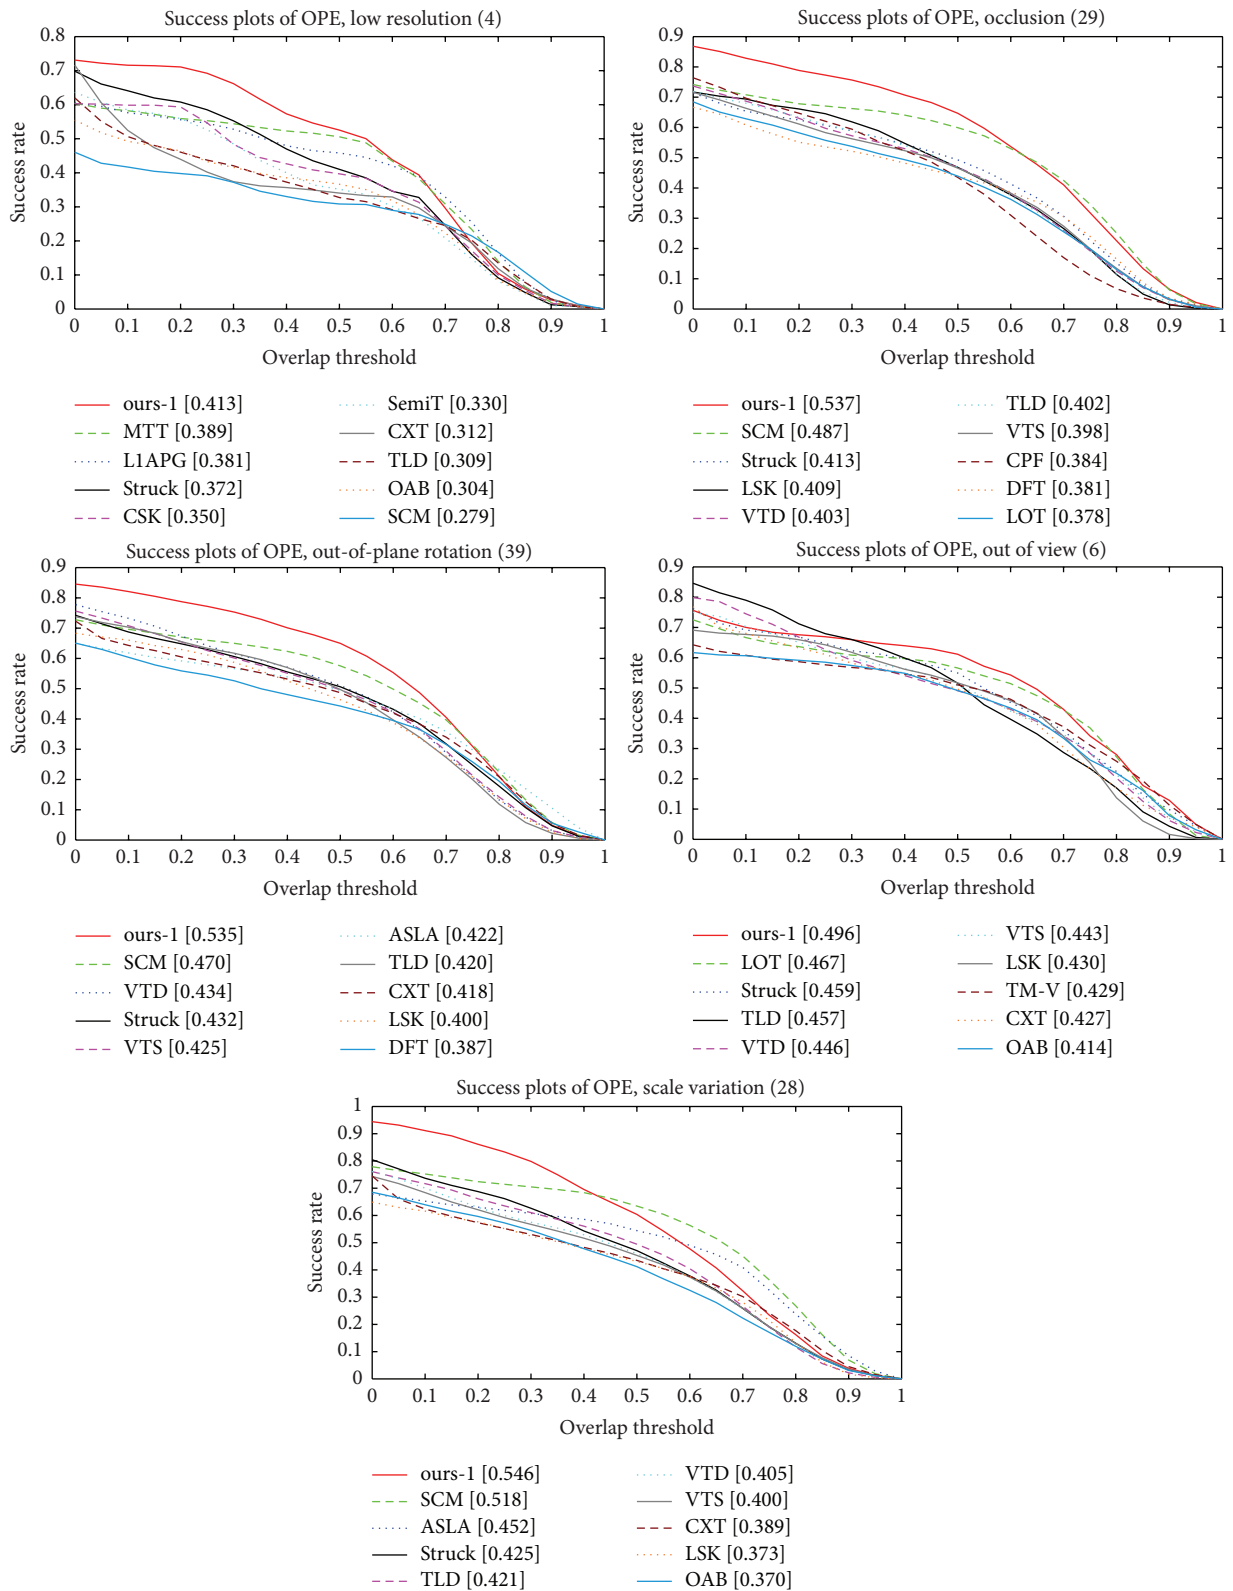 Success plots of OPE, low resolution (4)
0.8
0.7
0.6
0.5
0.4
0.3
0.2
0.1
0
Success rate
0 0.1 0.2 0.3 0.4 0.5 0.6 0.7 0.8 0.9 1
Overlap threshold
ours-1 [0.413]
MTT [0.389]
L1APG [0.381]
Struck [0.372]
CSK [0.350]
SemiT [0.330]
CXT [0.312]
TLD [0.309]
OAB [0.304]
SCM [0.279]
Success plots of OPE, occlusion (29)
0.9
0.8
0.7
0.6
0.5
0.4
0.3
0.2
0.1
0
Success rate
0 0.1 0.2 0.3 0.4 0.5 0.6 0.7 0.8 0.9 1
Overlap threshold
ours-1 [0.537]
SCM [0.487]
Struck [0.413]
LSK [0.409]
VTD [0.403]
TLD [0.402]
VTS [0.398]
CPF [0.384]
DFT [0.381]
LOT [0.378]
Success plots of OPE, out-of-plane rotation (39)
0.9
0.8
0.7
0.6
0.5
0.4
0.3
0.2
0.1
0
Success rate
0 0.1 0.2 0.3 0.4 0.5 0.6 0.7 0.8 0.9 1
Overlap threshold
ours-1 [0.535]
SCM [0.470]
VTD [0.434]
Struck [0.432]
VTS [0.425]
ASLA [0.422]
TLD [0.420]
CXT [0.418]
LSK [0.400]
DFT [0.387]
Success plots of OPE, out of view (6)
0.9
0.8
0.7
0.6
0.5
0.4
0.3
0.2
0.1
0
Success rate
0 0.1 0.2 0.3 0.4 0.5 0.6 0.7 0.8 0.9 1
Overlap threshold
ours-1 [0.496]
LOT [0.467]
Struck [0.459]
TLD [0.457]
VTD [0.446]
VTS [0.443]
LSK [0.430]
TM-V [0.429]
CXT [0.427]
OAB [0.414]
Success plots of OPE, scale variation (28)
1
0.9
0.8
0.7
0.6
0.5
0.4
0.3
0.2
0.1
0
Success rate
0 0.1 0.2 0.3 0.4 0.5 0.6 0.7 0.8 0.9 1
Overlap threshold
ours-1 [0.546]
SCM [0.518]
ASLA [0.452]
Struck [0.425]
TLD [0.421]
VTD [0.405]
VTS [0.400]
CXT [0.389]
LSK [0.373]
OAB [0.370]